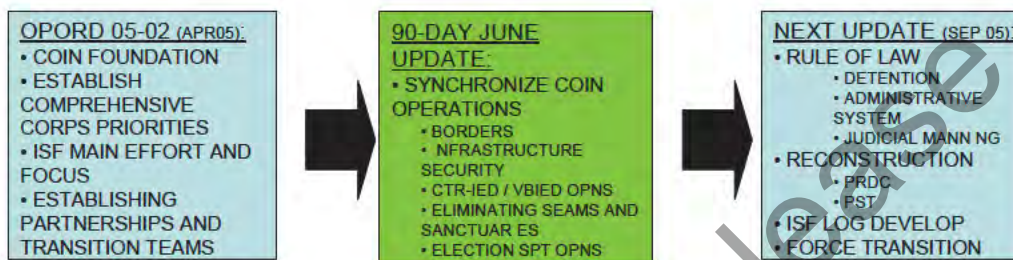 OPORD 05-02 (APR05):
• COIN FOUNDATION
• ESTABLISH
COMPREHENSIVE
CORPS PRIORITIES
• ISF MAIN EFFORT AND
FOCUS
• ESTABLISHING
PARTNERSHIPS AND
TRANSITION TEAMS
90-DAY JUNE
UPDATE:
• SYNCHRONIZE COIN
OPERATIONS
• BORDERS
• NFRASTRUCTURE
SECURITY
• CTR-IED / VBIED OPNS
• ELIMINATING SEAMS AND
SANCTUAR ES
• ELECTION SPT OPNS
NEXT UPDATE (SEP 05):
• RULE OF LAW
• DETENTION
• ADMINISTRATIVE
SYSTEM
• JUDICIAL MANN NG
• RECONSTRUCTION
• PRDC
• PST
• ISF LOG DEVELOP
• FORCE TRANSITION
lease